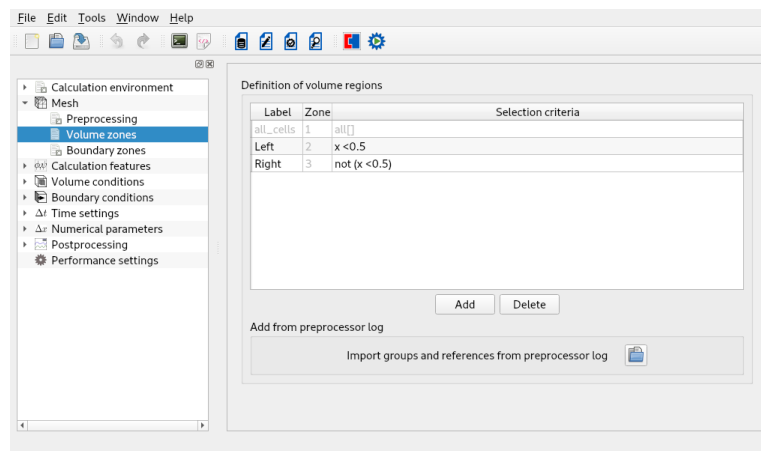 File Edit Tools Window Help
Calculation environment
Mesh
Preprocessing
Volume zones
Boundary zones
Calculation features
Volume conditions
Boundary conditions
Δt Time settings
Δx Numerical parameters
Postprocessing
Performance settings
Definition of volume regions
Label Zone Selection criteria
all_cells 1 all[]
Left 2 x <0.5
Right 3 not (x <0.5)
Add Delete
Add from preprocessor log
Import groups and references from preprocessor log